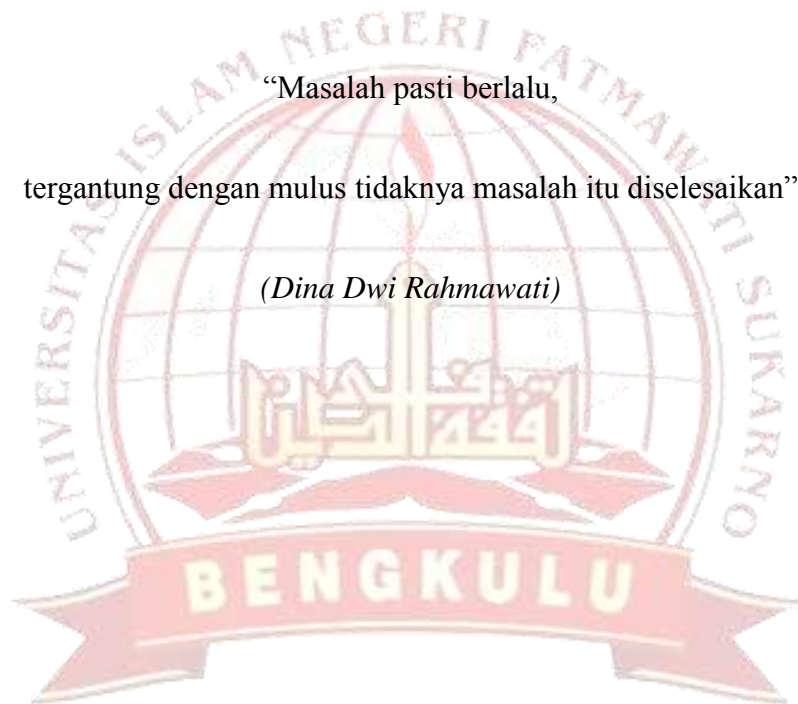 UNIVERSITAS ISLAM NEGERI FATMAWATI SUKARNO
“Masalah pasti berlalu,
tergantung dengan mulus tidaknya masalah itu diselesaikan”
(Dina Dwi Rahmawati)
BENGKULU